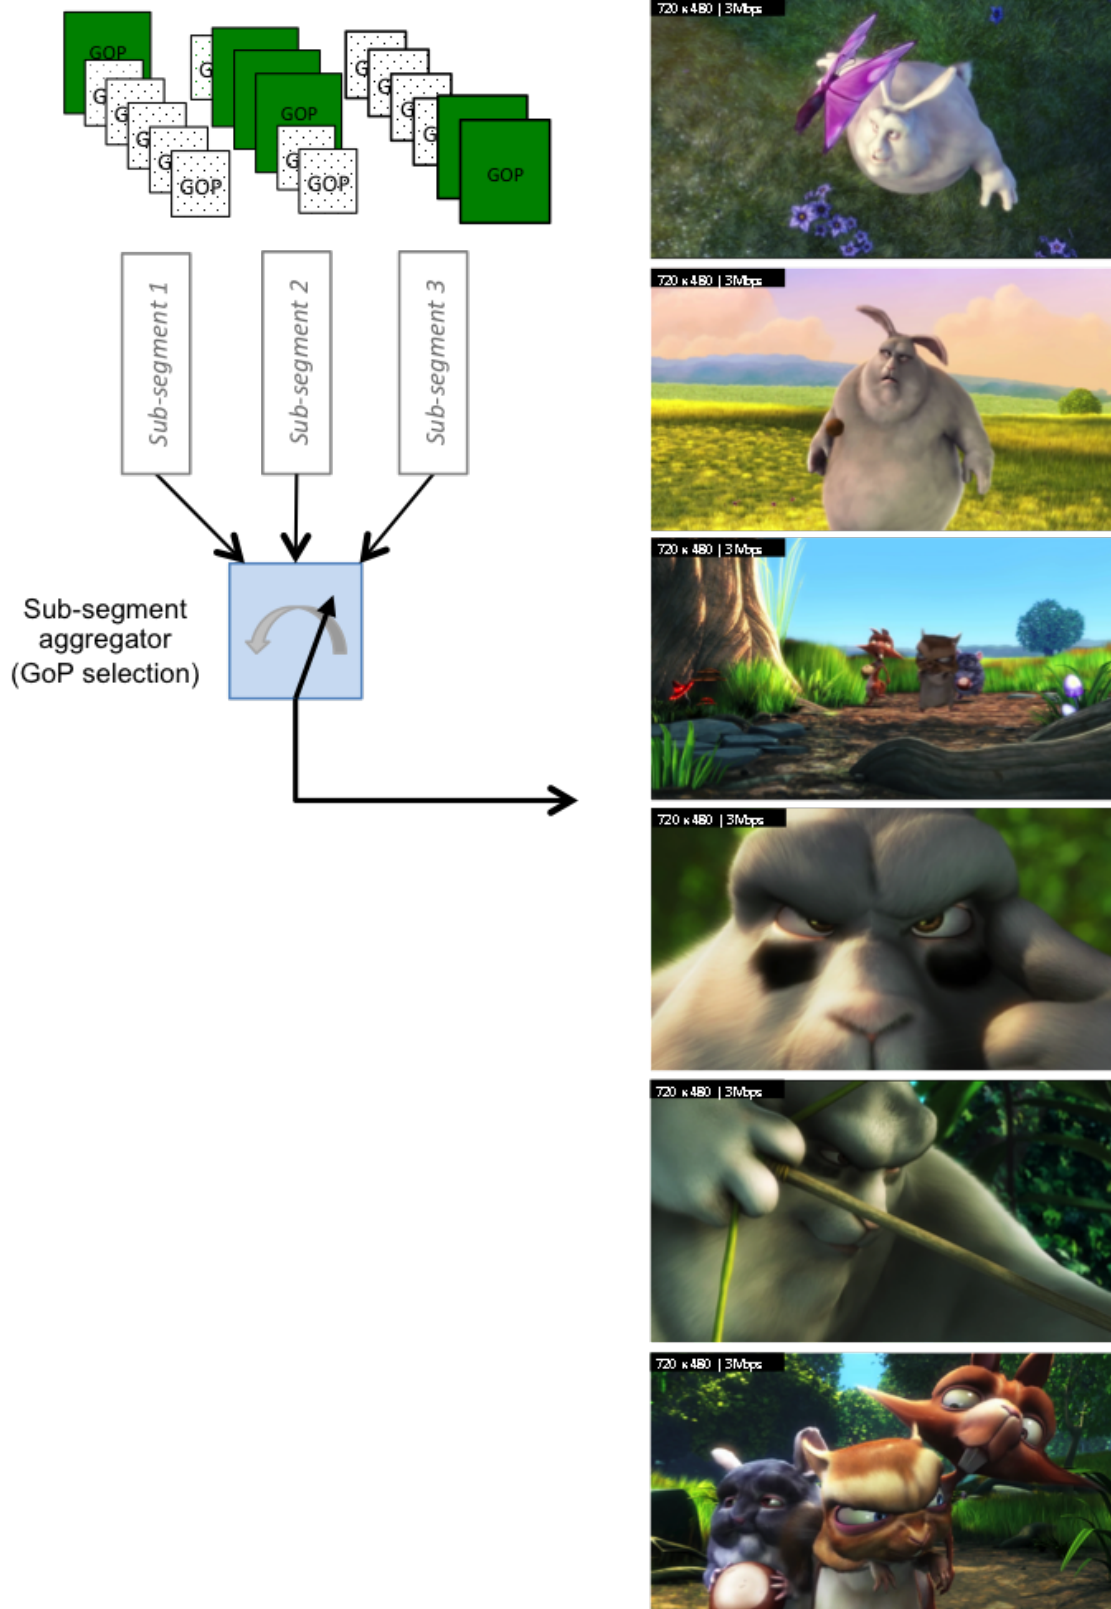 GOP
G
G
G
G
GOP
G
GOP
G
GOP
G
G
G
G
GOP
Sub-segment 1
Sub-segment 2
Sub-segment 3
Sub-segment
aggregator
(GoP selection)
720 x 480 | 3Mbps
720 x 480 | 3Mbps
720 x 480 | 3Mbps
720 x 480 | 3Mbps
720 x 480 | 3Mbps
720 x 480 | 3Mbps